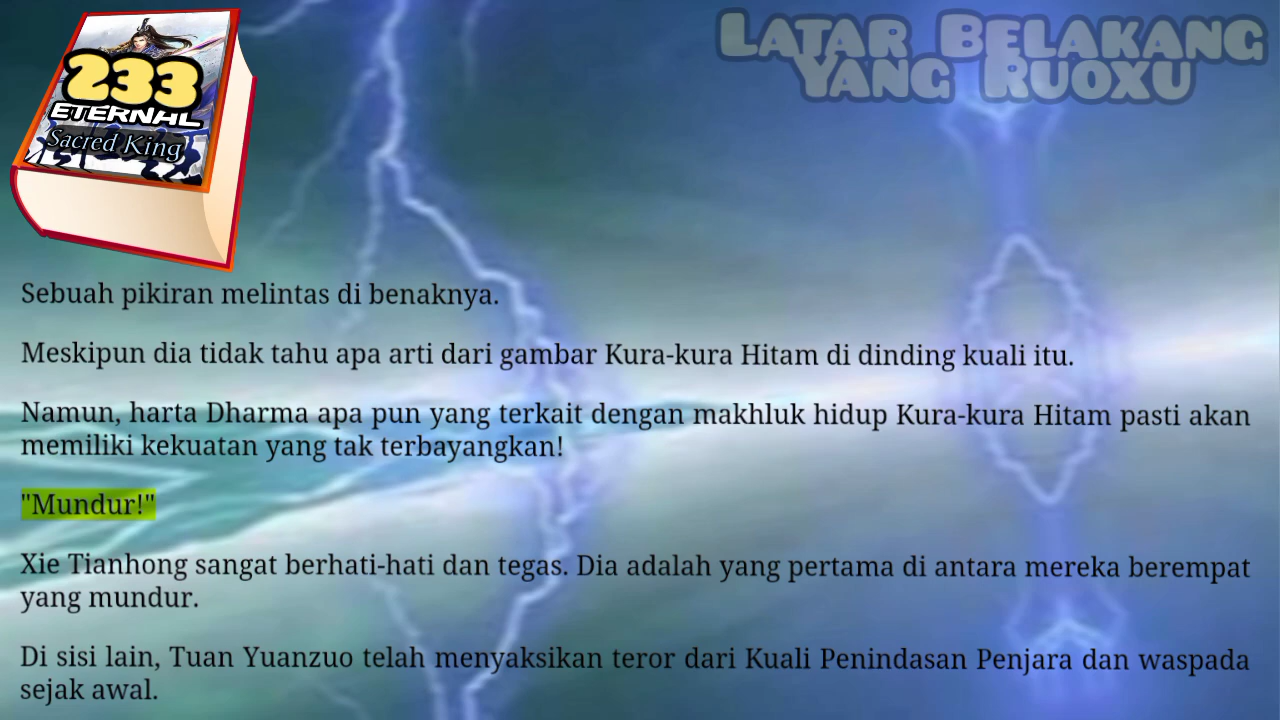 233
ETERNAL
Sacred King
LATAR BELAKANG
YANG RUOXU
Sebuah pikiran melintas di benaknya.
Meskipun dia tidak tahu apa arti dari gambar Kura-kura Hitam di dinding kuali itu.
Namun, harta Dharma apa pun yang terkait dengan makhluk hidup Kura-kura Hitam pasti akan
memiliki kekuatan yang tak terbayangkan!
"Mundur!"
Xie Tianhong sangat berhati-hati dan tegas. Dia adalah yang pertama di antara mereka berempat
yang mundur.
Di sisi lain, Tuan Yuanzuo telah menyaksikan teror dari Kuali Penindasan Penjara dan waspada
sejak awal.